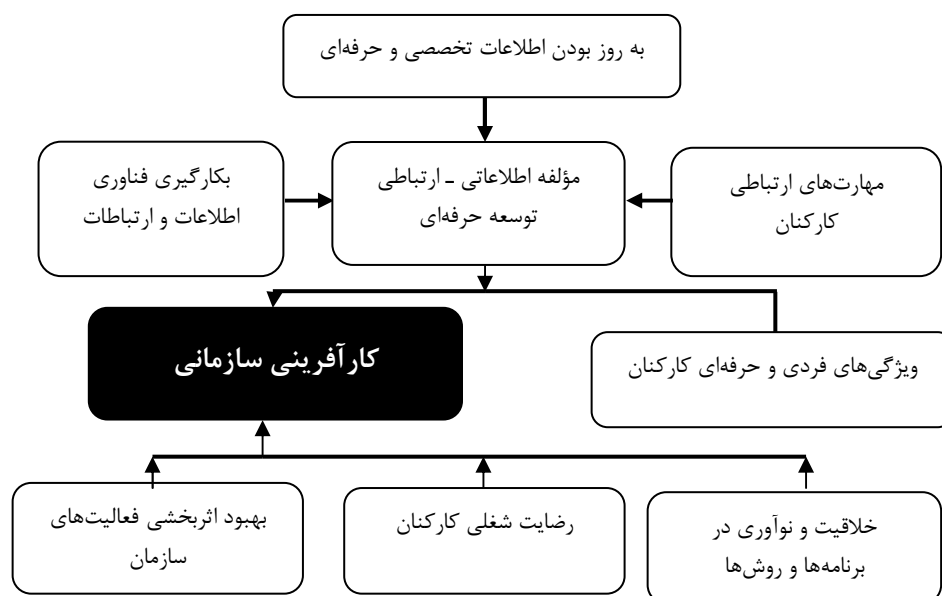 به روز بودن اطلاعات تخصصی و حرفه‌ای
مهارت‌های ارتباطی
کارکنان
مؤلفه اطلاعاتی ـ ارتباطی
توسعه حرفه‌ای
بکارگیری فناوری
اطلاعات و ارتباطات
ویژگی‌های فردی و حرفه‌ای کارکنان
کارآفرینی سازمانی
خلاقیت و نوآوری در
برنامه‌ها و روش‌ها
رضایت شغلی کارکنان
بهبود اثربخشی فعالیت‌های
سازمان